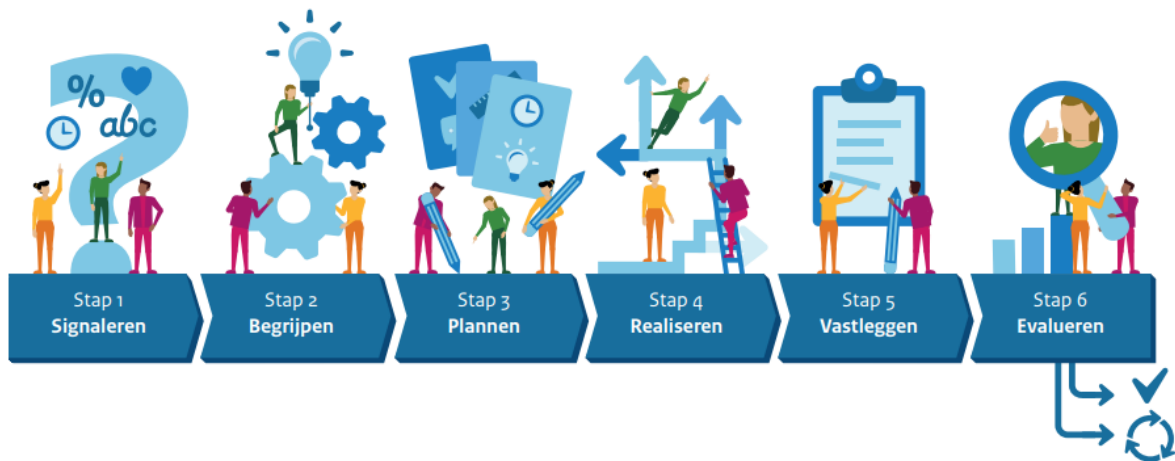 %
abc
Stap 1
Signaleren
Stap 2
Begrijpen
Stap 3
Plannen
Stap 4
Realiseren
Stap 5
Vastleggen
Stap 6
Evalueren